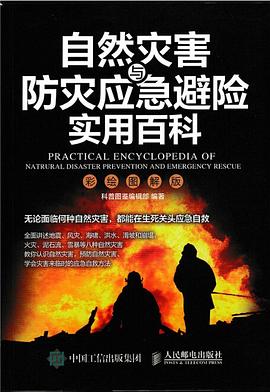 自然灾害
与
防灾应急避险
实用百科
PRACTICAL ENCYCLOPEDIA OF
NATRURAL DISASTER PREVENTION AND EMERGENCY RESCUE
彩绘图解版
科普图鉴编辑部 编著
无论面临何种自然灾害，都能在生死关头应急自救
全面讲述地震、风灾、海啸、洪水、滑坡和崩塌、
火灾、泥石流、雪暴等八种自然灾害
教你认识自然灾害，预防自然灾害、
学会灾害来临时的应急自救方法
中国工信出版集团
人民邮电出版社
POSTS & TELECOM PRESS